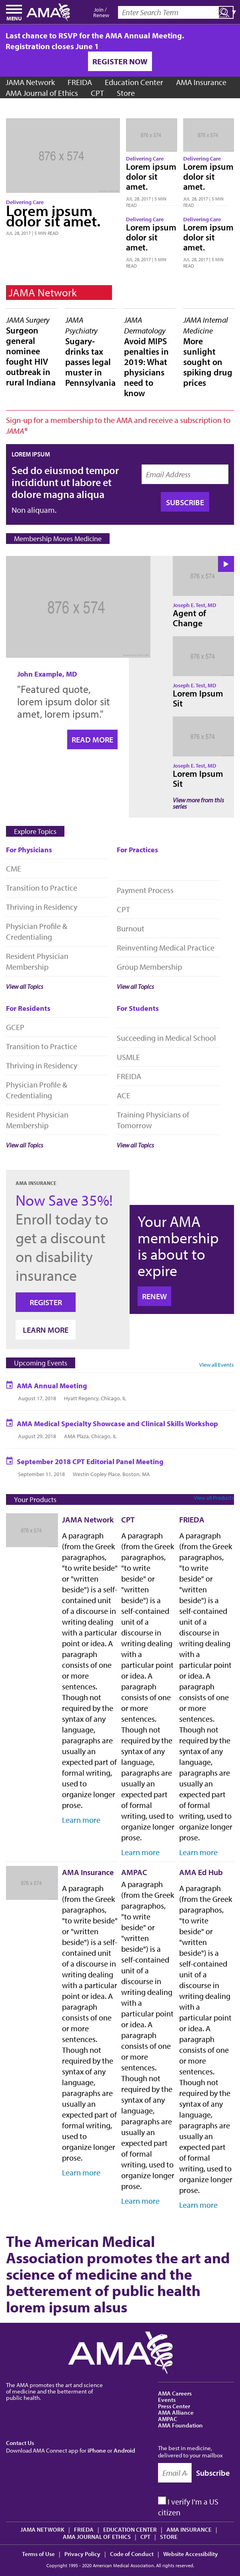 MENU
AMA
Join /
Renew
Enter Search Term
Last chance to RSVP for the AMA Annual Meeting.
Registration closes June 1
REGISTER NOW
JAMA Network FREIDA Education Center AMA Insurance
AMA Journal of Ethics CPT Store
876 x 574
Delivering Care
Lorem ipsum
dolor sit amet.
JUL 28, 2017 | 5 MIN READ
876 x 574
Delivering Care
Lorem ipsum
dolor sit
amet.
JUL 28, 2017 | 5 MIN
READ
876 x 574
Delivering Care
Lorem ipsum
dolor sit
amet.
JUL 28, 2017 | 5 MIN
READ
Delivering Care
Lorem ipsum
dolor sit
amet.
JUL 28, 2017 | 5 MIN
READ
Delivering Care
Lorem ipsum
dolor sit
amet.
JUL 28, 2017 | 5 MIN
READ
JAMA Network
JAMA Surgery
Surgeon
general
nominee
fought HIV
outbreak in
rural Indiana
JAMA
Psychiatry
Sugary-
drinks tax
passes legal
muster in
Pennsylvania
JAMA
Dermatology
Avoid MIPS
penalties in
2019: What
physicians
need to
know
JAMA Internal
Medicine
More
sunlight
sought on
spiking drug
prices
Sign-up for a membership to the AMA and receive a subscription to
JAMA®
LOREM IPSUM
Sed do eiusmod tempor
incididunt ut labore et
dolore magna aliqua
Non aliquam.
Email Address
SUBSCRIBE
Membership Moves Medicine
876 x 574
John Example, MD
"Featured quote,
lorem ipsum dolor sit
amet, lorem ipsum."
READ MORE
876 x 574
Joseph E. Test, MD
Agent of
Change
876 x 574
Joseph E. Test, MD
Lorem Ipsum
Sit
876 x 574
Joseph E. Test, MD
Lorem Ipsum
Sit
View more from this
series
Explore Topics
For Physicians
CME
Transition to Practice
Thriving in Residency
Physician Profile &
Credentialing
Resident Physician
Membership
View all Topics
For Practices
Payment Process
CPT
Burnout
Reinventing Medical Practice
Group Membership
View all Topics
For Residents
GCEP
Transition to Practice
Thriving in Residency
Physician Profile &
Credentialing
Resident Physician
Membership
View all Topics
For Students
Succeeding in Medical School
USMLE
FREIDA
ACE
Training Physicians of
Tomorrow
View all Topics
AMA INSURANCE
Now Save 35%!
Enroll today to
get a discount
on disability
insurance
REGISTER
LEARN MORE
Your AMA
membership
is about to
expire
RENEW
Upcoming Events
View all Events
AMA Annual Meeting
August 17, 2018 Hyatt Regency, Chicago, IL
AMA Medical Specialty Showcase and Clinical Skills Workshop
August 29, 2018 AMA Plaza, Chicago, IL
September 2018 CPT Editorial Panel Meeting
September 11, 2018 Westin Copley Place, Boston, MA
Your Products
View all Products
876 x 574
JAMA Network
A paragraph
(from the Greek
paragraphos,
"to write beside"
or "written
beside") is a self-
contained unit
of a discourse in
writing dealing
with a particular
point or idea. A
paragraph
consists of one
or more
sentences.
Though not
required by the
syntax of any
language,
paragraphs are
usually an
expected part of
formal writing,
used to
organize longer
prose.
Learn more
CPT
A paragraph
(from the Greek
paragraphos,
"to write
beside" or
"written
beside") is a
self-contained
unit of a
discourse in
writing dealing
with a
particular point
or idea. A
paragraph
consists of one
or more
sentences.
Though not
required by the
syntax of any
language,
paragraphs are
usually an
expected part
of formal
writing, used to
organize longer
prose.
Learn more
FRIEDA
A paragraph
(from the Greek
paragraphos,
"to write
beside" or
"written
beside") is a
self-contained
unit of a
discourse in
writing dealing
with a
particular point
or idea. A
paragraph
consists of one
or more
sentences.
Though not
required by the
syntax of any
language,
paragraphs are
usually an
expected part
of formal
writing, used to
organize longer
prose.
Learn more
876 x 574
AMA Insurance
A paragraph
(from the Greek
paragraphos,
"to write beside"
or "written
beside") is a self-
contained unit
of a discourse in
writing dealing
with a particular
point or idea. A
paragraph
consists of one
or more
sentences.
Though not
required by the
syntax of any
language,
paragraphs are
usually an
expected part of
formal writing,
used to
organize longer
prose.
Learn more
AMPAC
A paragraph
(from the Greek
paragraphos,
"to write
beside" or
"written
beside") is a
self-contained
unit of a
discourse in
writing dealing
with a
particular point
or idea. A
paragraph
consists of one
or more
sentences.
Though not
required by the
syntax of any
language,
paragraphs are
usually an
expected part
of formal
writing, used to
organize longer
prose.
Learn more
AMA Ed Hub
A paragraph
(from the Greek
paragraphos,
"to write
beside" or
"written
beside") is a
self-contained
unit of a
discourse in
writing dealing
with a
particular point
or idea. A
paragraph
consists of one
or more
sentences.
Though not
required by the
syntax of any
language,
paragraphs are
usually an
expected part
of formal
writing, used to
organize longer
prose.
Learn more
The American Medical
Association promotes the art and
science of medicine and the
betterement of public health
lorem ipsum alsus
AMA
The AMA promotes the art and science
of medicine and the betterment of
public health.
AMA Careers
Events
Press Center
AMA Alliance
AMPAC
AMA Foundation
Contact Us
Download AMA Connect app for iPhone or Android
The best in medicine,
delivered to your mailbox
Email A
Subscribe
I verify I'm a US
citizen
JAMA NETWORK | FREIDA | EDUCATION CENTER | AMA INSURANCE |
AMA JOURNAL OF ETHICS | CPT | STORE
Terms of Use | Privacy Policy | Code of Conduct | Website Accessibility
Copyright 1995 - 2020 American Medical Association. All rights reserved.